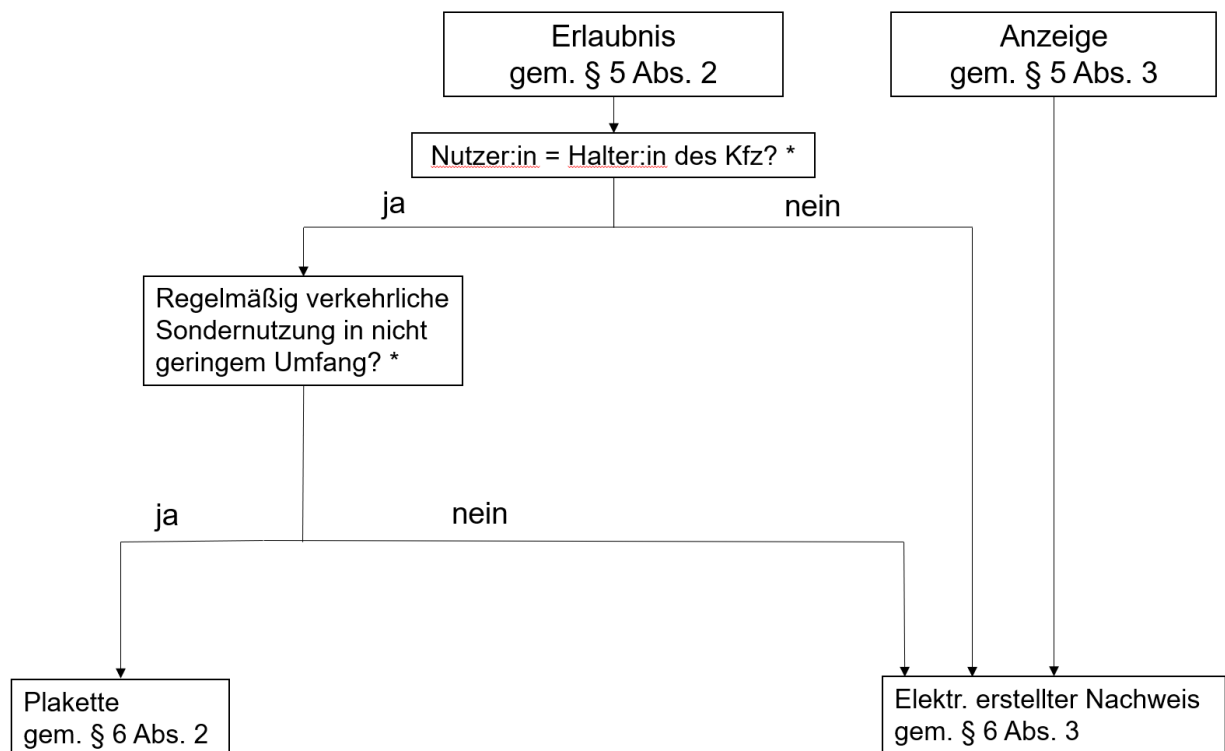 Erlaubnis
gem. § 5 Abs. 2
Anzeige
gem. § 5 Abs. 3
Nutzer:in = Halter:in des Kfz? *
ja
nein
Regelmäßig verkehrliche
Sondernutzung in nicht
geringem Umfang? *
ja
nein
Plakette
gem. § 6 Abs. 2
Elektr. erstellter Nachweis
gem. § 6 Abs. 3